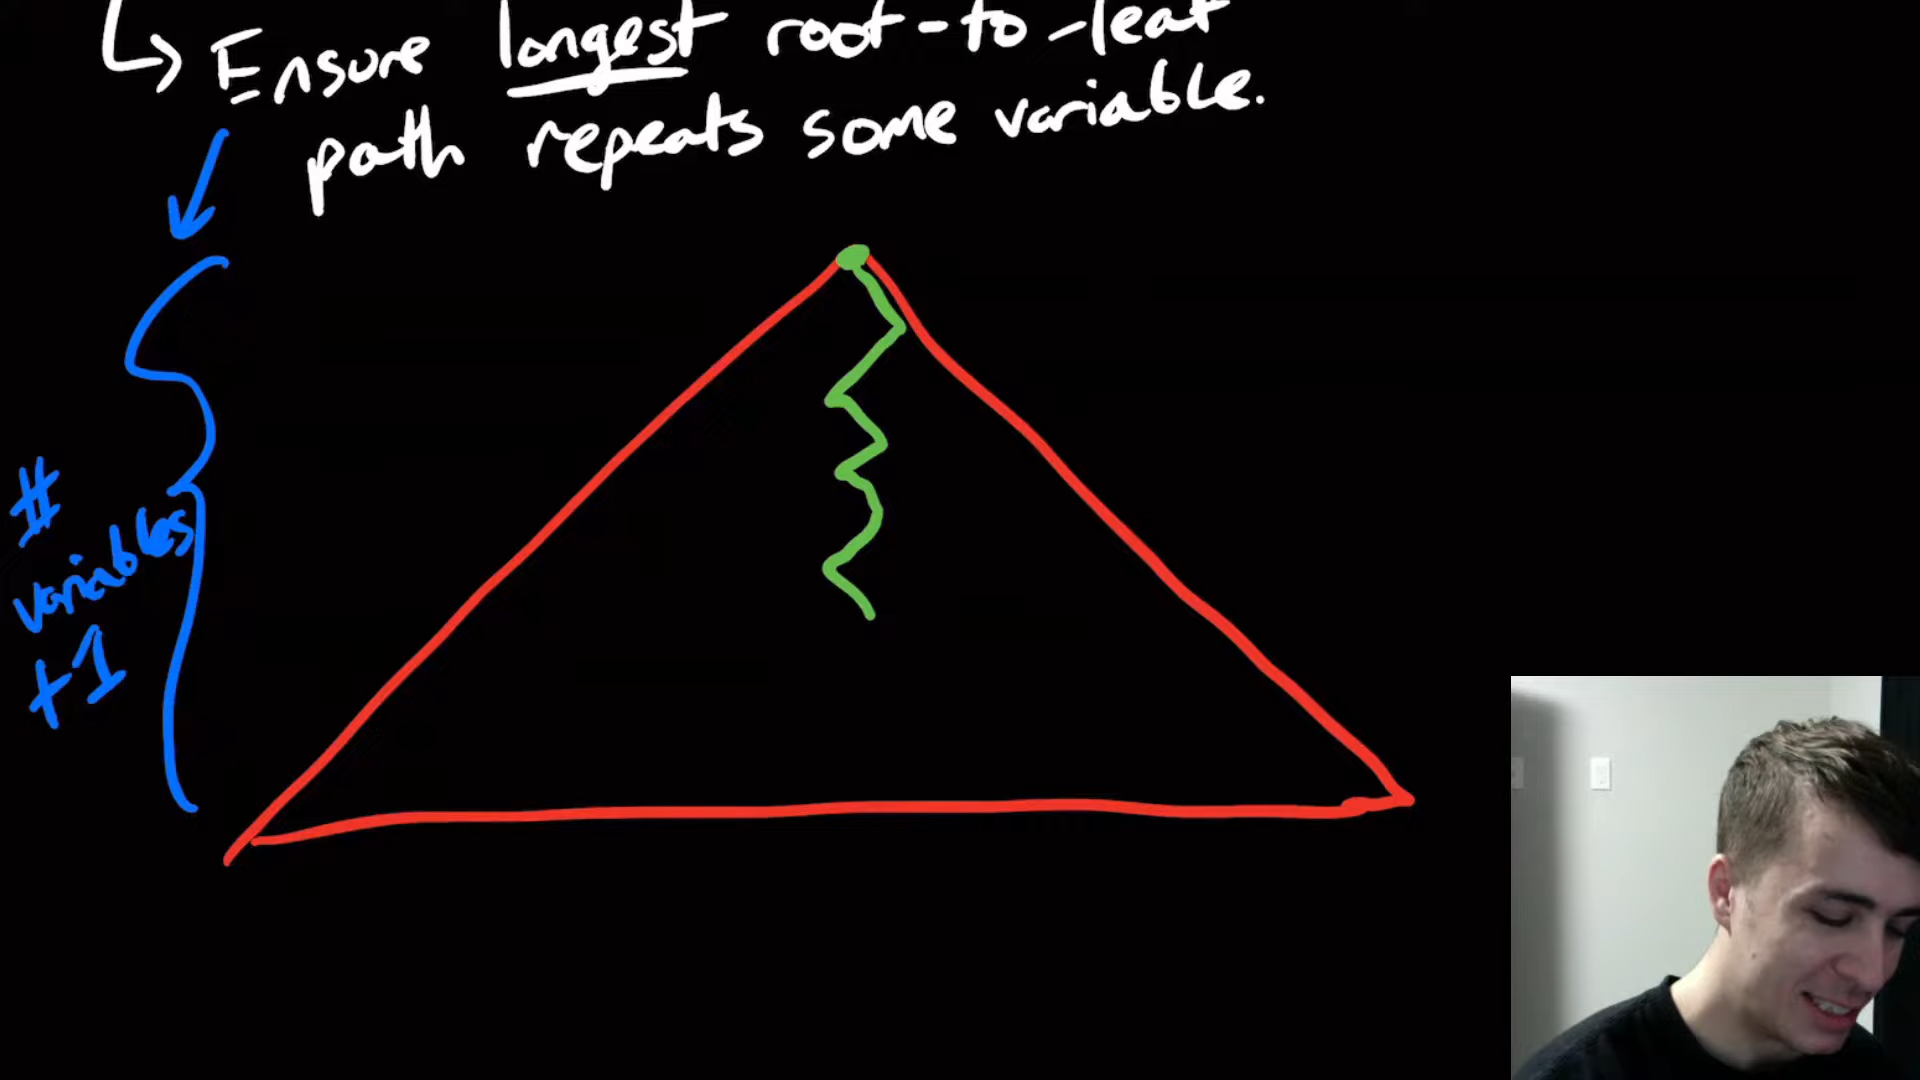 ↳ Ensure longest root-to-leaf
path repeats some variable.
#
variables
+1